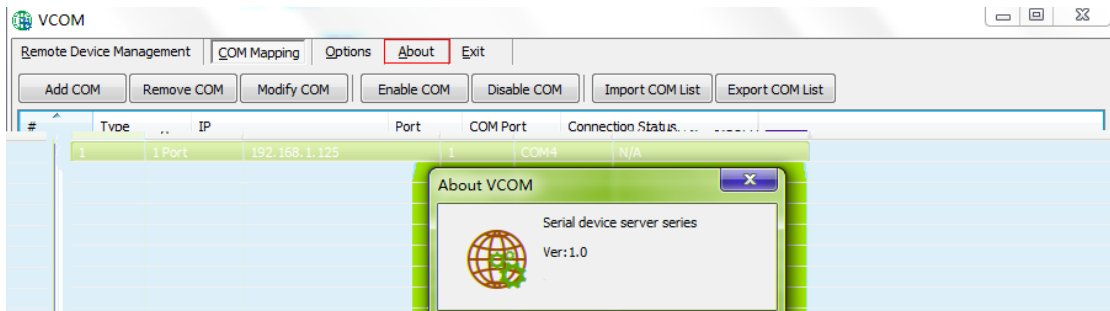 VCOM
Remote Device Management COM Mapping Options About Exit
Add COM Remove COM Modify COM Enable COM Disable COM Import COM List Export COM List
# Type IP Port COM Port Connection Status
1 1 Port 192.168.1.125 1 COM4 N/A
About VCOM
Serial device server series
Ver:1.0